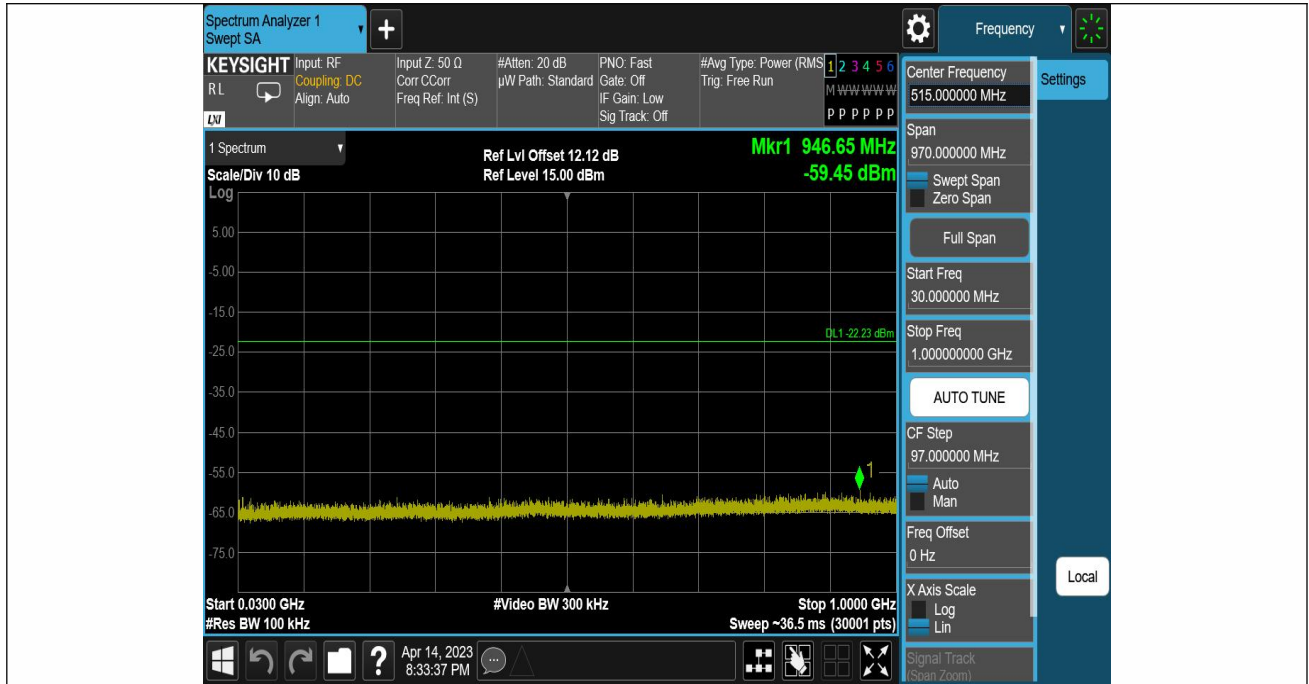 Spectrum Analyzer 1
Swept SA
+
Frequency
KEYSIGHT
RL
LXI
Input: RF
Coupling: DC
Align: Auto
Input Z: 50 Ω
Corr CCorr
Freq Ref: Int (S)
#Atten: 20 dB
µW Path: Standard
PNO: Fast
Gate: Off
IF Gain: Low
Sig Track: Off
#Avg Type: Power (RMS
Trig: Free Run
1 2 3 4 5 6
M W W W W W
P P P P P P
1 Spectrum
Scale/Div 10 dB
Ref Lvl Offset 12.12 dB
Ref Level 15.00 dBm
Mkr1 946.65 MHz
-59.45 dBm
Log
5.00
-5.00
-15.0
DL1 -22.23 dBm
-25.0
-35.0
-45.0
-55.0
1
-65.0
-75.0
Start 0.0300 GHz
#Res BW 100 kHz
#Video BW 300 kHz
Stop 1.0000 GHz
Sweep ~36.5 ms (30001 pts)
Center Frequency
515.000000 MHz
Settings
Span
970.000000 MHz
Swept Span
Zero Span
Full Span
Start Freq
30.000000 MHz
Stop Freq
1.000000000 GHz
AUTO TUNE
CF Step
97.000000 MHz
Auto
Man
Freq Offset
0 Hz
X Axis Scale
Log
Lin
Local
Signal Track
(Span Zoom)
?
Apr 14, 2023
8:33:37 PM